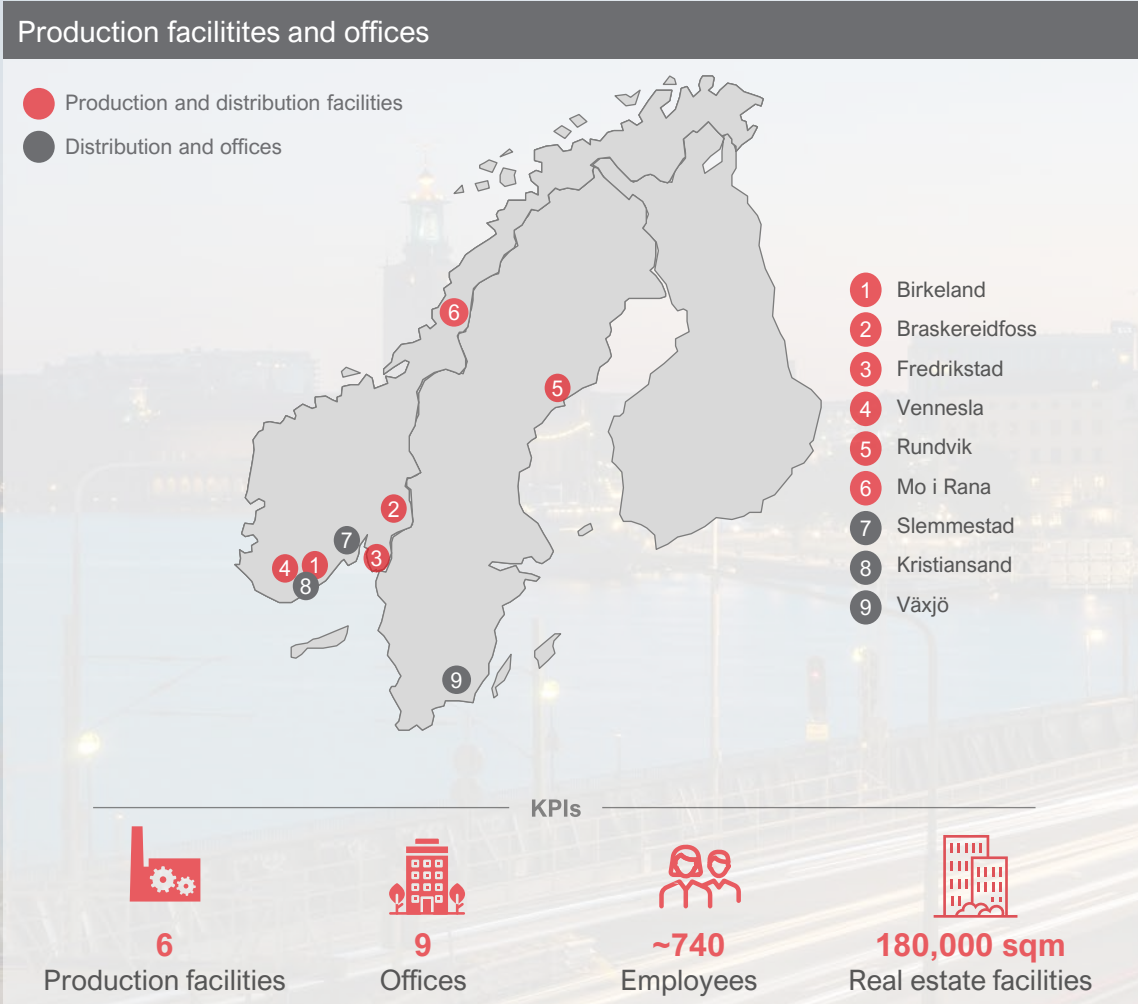 Production facilitites and offices
Production and distribution facilities
Distribution and offices
6
5
2
7
3
1
4
8
9
1 Birkeland
2 Braskereidfoss
3 Fredrikstad
4 Vennesla
5 Rundvik
6 Mo i Rana
7 Slemmestad
8 Kristiansand
9 Växjö
KPIs
6
Production facilities
9
Offices
~740
Employees
180,000 sqm
Real estate facilities